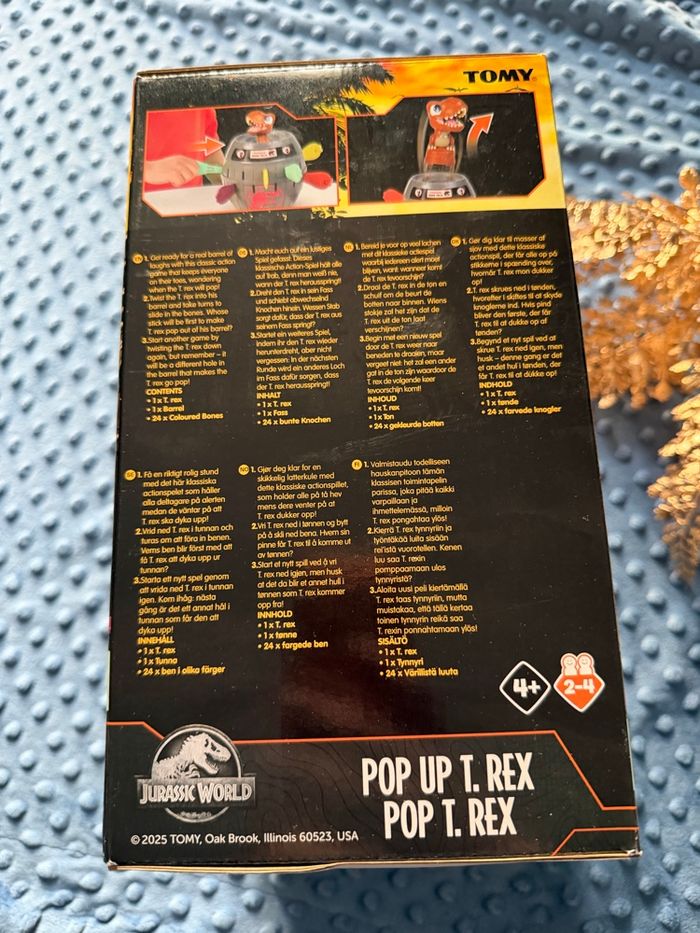 TOMY
EN 1. Get ready for a real barrel of
laughs with this classic action
game that keeps everyone
on their toes, wondering
when the T. rex will pop!
2.Twist the T. rex into his
barrel and take turns to
slide in the bones. Whose
stick will be first to make
T. rex pop out of his barrel?
3.Start another game by
twisting the T. rex down
again, but remember – it
will be a different hole in
the barrel that makes the
T. rex go pop!
CONTENTS
• 1 x T. rex
• 1 x Barrel
• 24 x Coloured Bones
DE 1. Macht euch auf ein lustiges
Spiel gefasst. Dieses
klassische Action-Spiel hält alle
auf Trab, denn man weiß nie,
wann der T. rex herausspringt!
2.Dreht den T. rex in sein Fass
und schiebt abwechselnd
Knochen hinein. Wessen Stab
sorgt dafür, dass der T. rex aus
seinem Fass springt?
3.Startet ein weiteres Spiel,
indem ihr den T. rex wieder
herunterdreht, aber nicht
vergessen: In der nächsten
Runde wird ein anderes Loch
im Fass dafür sorgen, dass
der T. rex herausspringt!
INHALT
• 1 x T. rex
• 1 x Fass
• 24 x bunte Knochen
NL 1. Bereid je voor op veel lachen
met dit klassieke actiespel
waarbij iedereen alert moet
blijven, want wanneer komt
de T. rex tevoorschijn?
2.Draai de T. rex in de ton en
schuif om de beurt de
botten naar binnen. Wiens
stokje zal het zijn dat de
T. rex uit de ton laat
verschijnen?
3.Begin met een nieuw spel
door de T. rex weer naar
beneden te draaien, maar
vergeet niet: het zal een ander
gat in de ton zijn waardoor de
T. rex de volgende keer
tevoorschijn komt!
INHOUD
• 1 x T. rex
• 1 x Ton
• 24 x gekleurde botten
DK 1. Gør dig klar til masser af
sjov med dette klassiske
actionspil, der får alle op på
stikkerne i spænding over,
hvornår T. rex mon dukker
op!
2.T. rex skrues ned i tønden,
hvorefter I skiftes til at skyde
knoglerne ind. Hvis pind
bliver den første, der får
T. rex til at dukke op af
tønden?
3.Begynd et nyt spil ved at
skrue T. rex ned igen, men
husk – denne gang er det
et andet hul i tønden, der
får T. rex til at dukke op!
INDHOLD
• 1 x T. rex
• 1 x tønde
• 24 x farvede knogler
SE 1. Få en riktigt rolig stund
med det här klassiska
actionspelet som håller
alla deltagare på alerten
medan de väntar på att
T. rex ska dyka upp!
2.Vrid ned T. rex i tunnan och
turas om att föra in benen.
Vems ben blir först med att
få T. rex att dyka upp ur
tunnan?
3.Starta ett nytt spel genom
att vrida ned T. rex i tunnan
igen. Kom ihåg: nästa
gång är det ett annat hål i
tunnan som får den att
dyka upp!
INNEHÅLL
• 1 x T. rex
• 1 x Tunna
• 24 x ben i olika färger
NO 1. Gjør deg klar for en
skikkelig latterkule med
dette klassiske actionspillet,
som holder alle på tå hev
mens dere venter på at
T. rex dukker opp!
2.Vri T. rex ned i tønnen og bytt
på å skli ned bena. Hvem sin
pinne får T. rex til å komme ut
av tønnen?
3.Start et nytt spill ved å vri
T. rex ned igjen, men husk
at det da blir et annet hull i
tønnen som T. rex kommer
opp fra!
INNHOLD
• 1 x T. rex
• 1 x tønne
• 24 x fargede ben
FI 1. Valmistaudu todelliseen
hauskanpitoon tämän
klassisen toimintapelin
parissa, joka pitää kaikki
varpaillaan ja
ihmettelemässä, milloin
T. rex pongahtaa ylös!
2.Kierrä T. rex tynnyriin ja
työntäkää luita sisään
rei'istä vuorotellen. Kenen
luu saa T. rexin
pomppaamaan ulos
tynnyristä?
3.Aloita uusi peli kiertämällä
T. rex taas tynnyriin, mutta
muistakaa, että tällä kertaa
toinen tynnyrin reikä saa
T. rexin ponnahtamaan ylös!
SISÄLTÖ
• 1 x T. rex
• 1 x Tynnyri
• 24 x Värillistä luuta
4+
2-4
JURASSIC WORLD
POP UP T. REX
POP T. REX
© 2025 TOMY, Oak Brook, Illinois 60523, USA